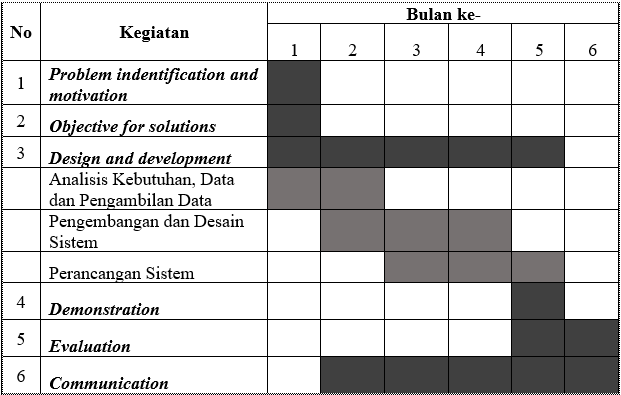 No Kegiatan Bulan ke-
1 2 3 4 5 6
1 Problem indentification and
motivation
2 Objective for solutions
3 Design and development
Analisis Kebutuhan, Data
dan Pengambilan Data
Pengembangan dan Desain
Sistem
Perancangan Sistem
4 Demonstration
5 Evaluation
6 Communication